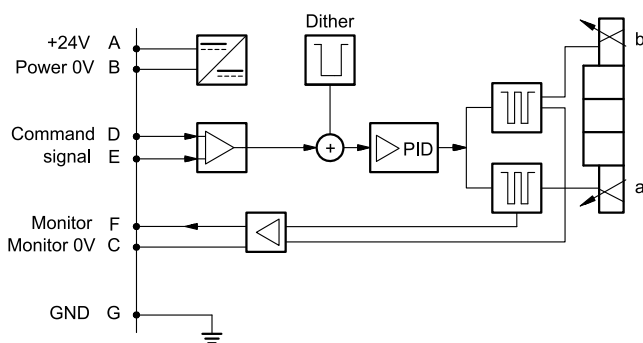 Dither
+24V A
Power 0V B
b
Command D
signal E
+
PID
a
Monitor F
Monitor 0V C
GND G